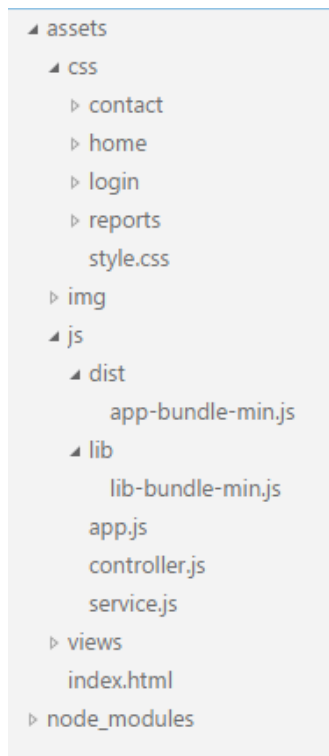 assets
css
contact
home
login
reports
style.css
img
js
dist
app-bundle-min.js
lib
lib-bundle-min.js
app.js
controller.js
service.js
views
index.html
node_modules